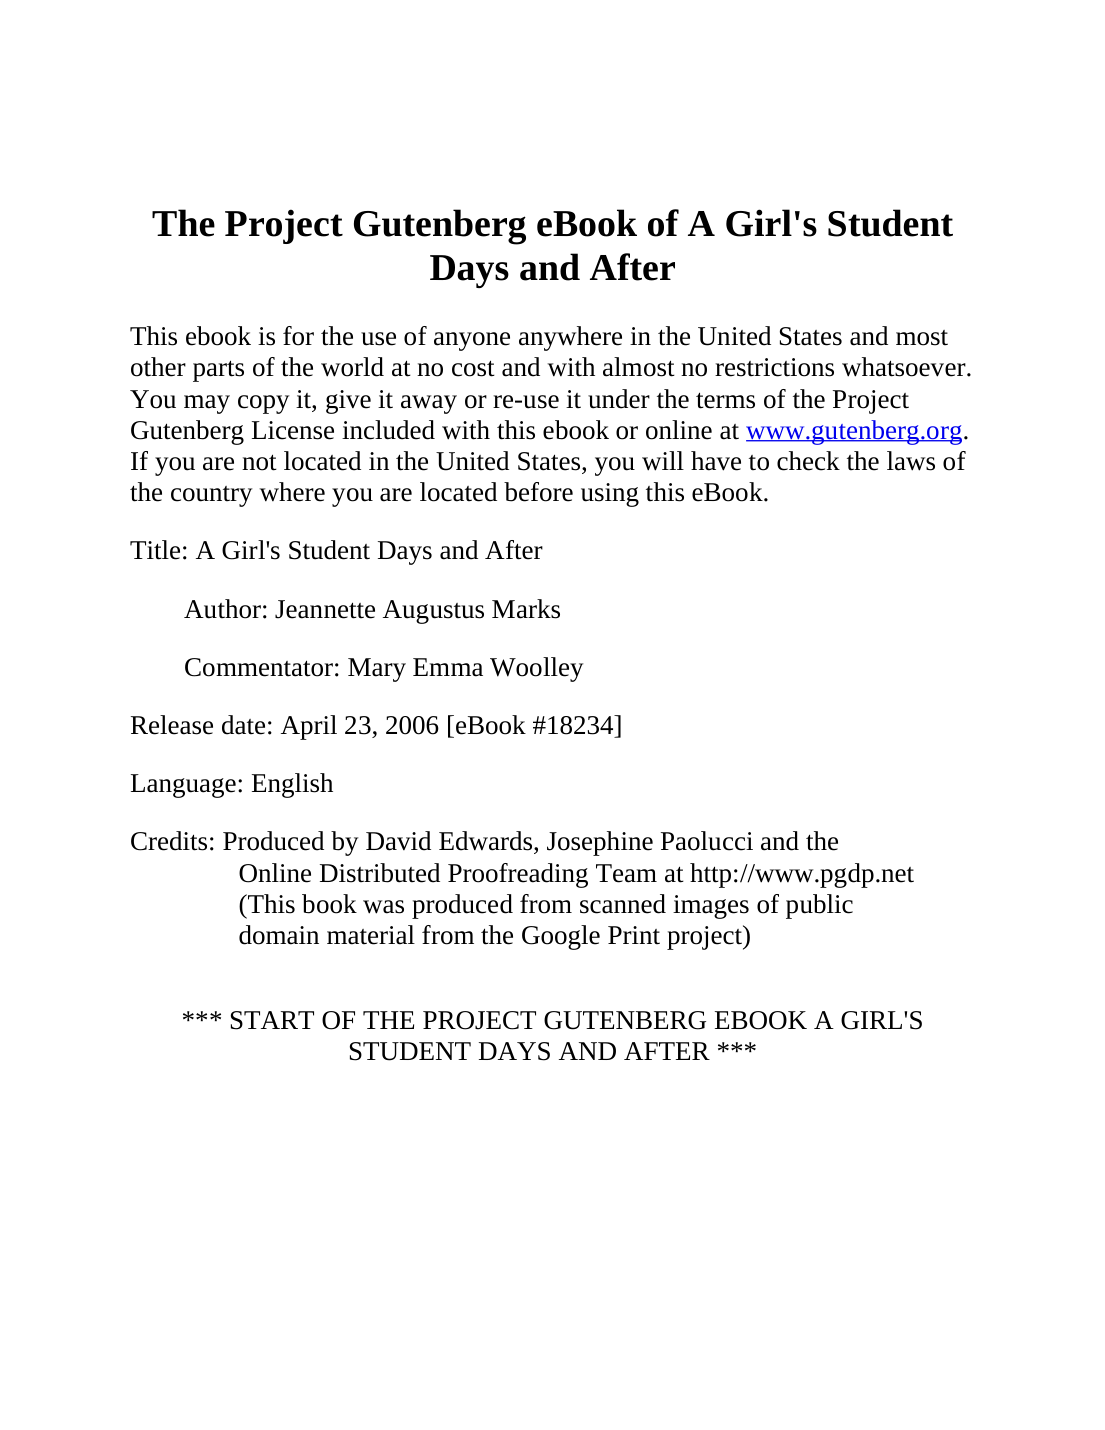 The Project Gutenberg eBook of A Girl's Student
Days and After
This ebook is for the use of anyone anywhere in the United States and most
other parts of the world at no cost and with almost no restrictions whatsoever.
You may copy it, give it away or re-use it under the terms of the Project
Gutenberg License included with this ebook or online at www.gutenberg.org.
If you are not located in the United States, you will have to check the laws of
the country where you are located before using this eBook.
Title: A Girl's Student Days and After
Author: Jeannette Augustus Marks
Commentator: Mary Emma Woolley
Release date: April 23, 2006 [eBook #18234]
Language: English
Credits: Produced by David Edwards, Josephine Paolucci and the
Online Distributed Proofreading Team at http://www.pgdp.net
(This book was produced from scanned images of public
domain material from the Google Print project)
*** START OF THE PROJECT GUTENBERG EBOOK A GIRL'S
STUDENT DAYS AND AFTER ***